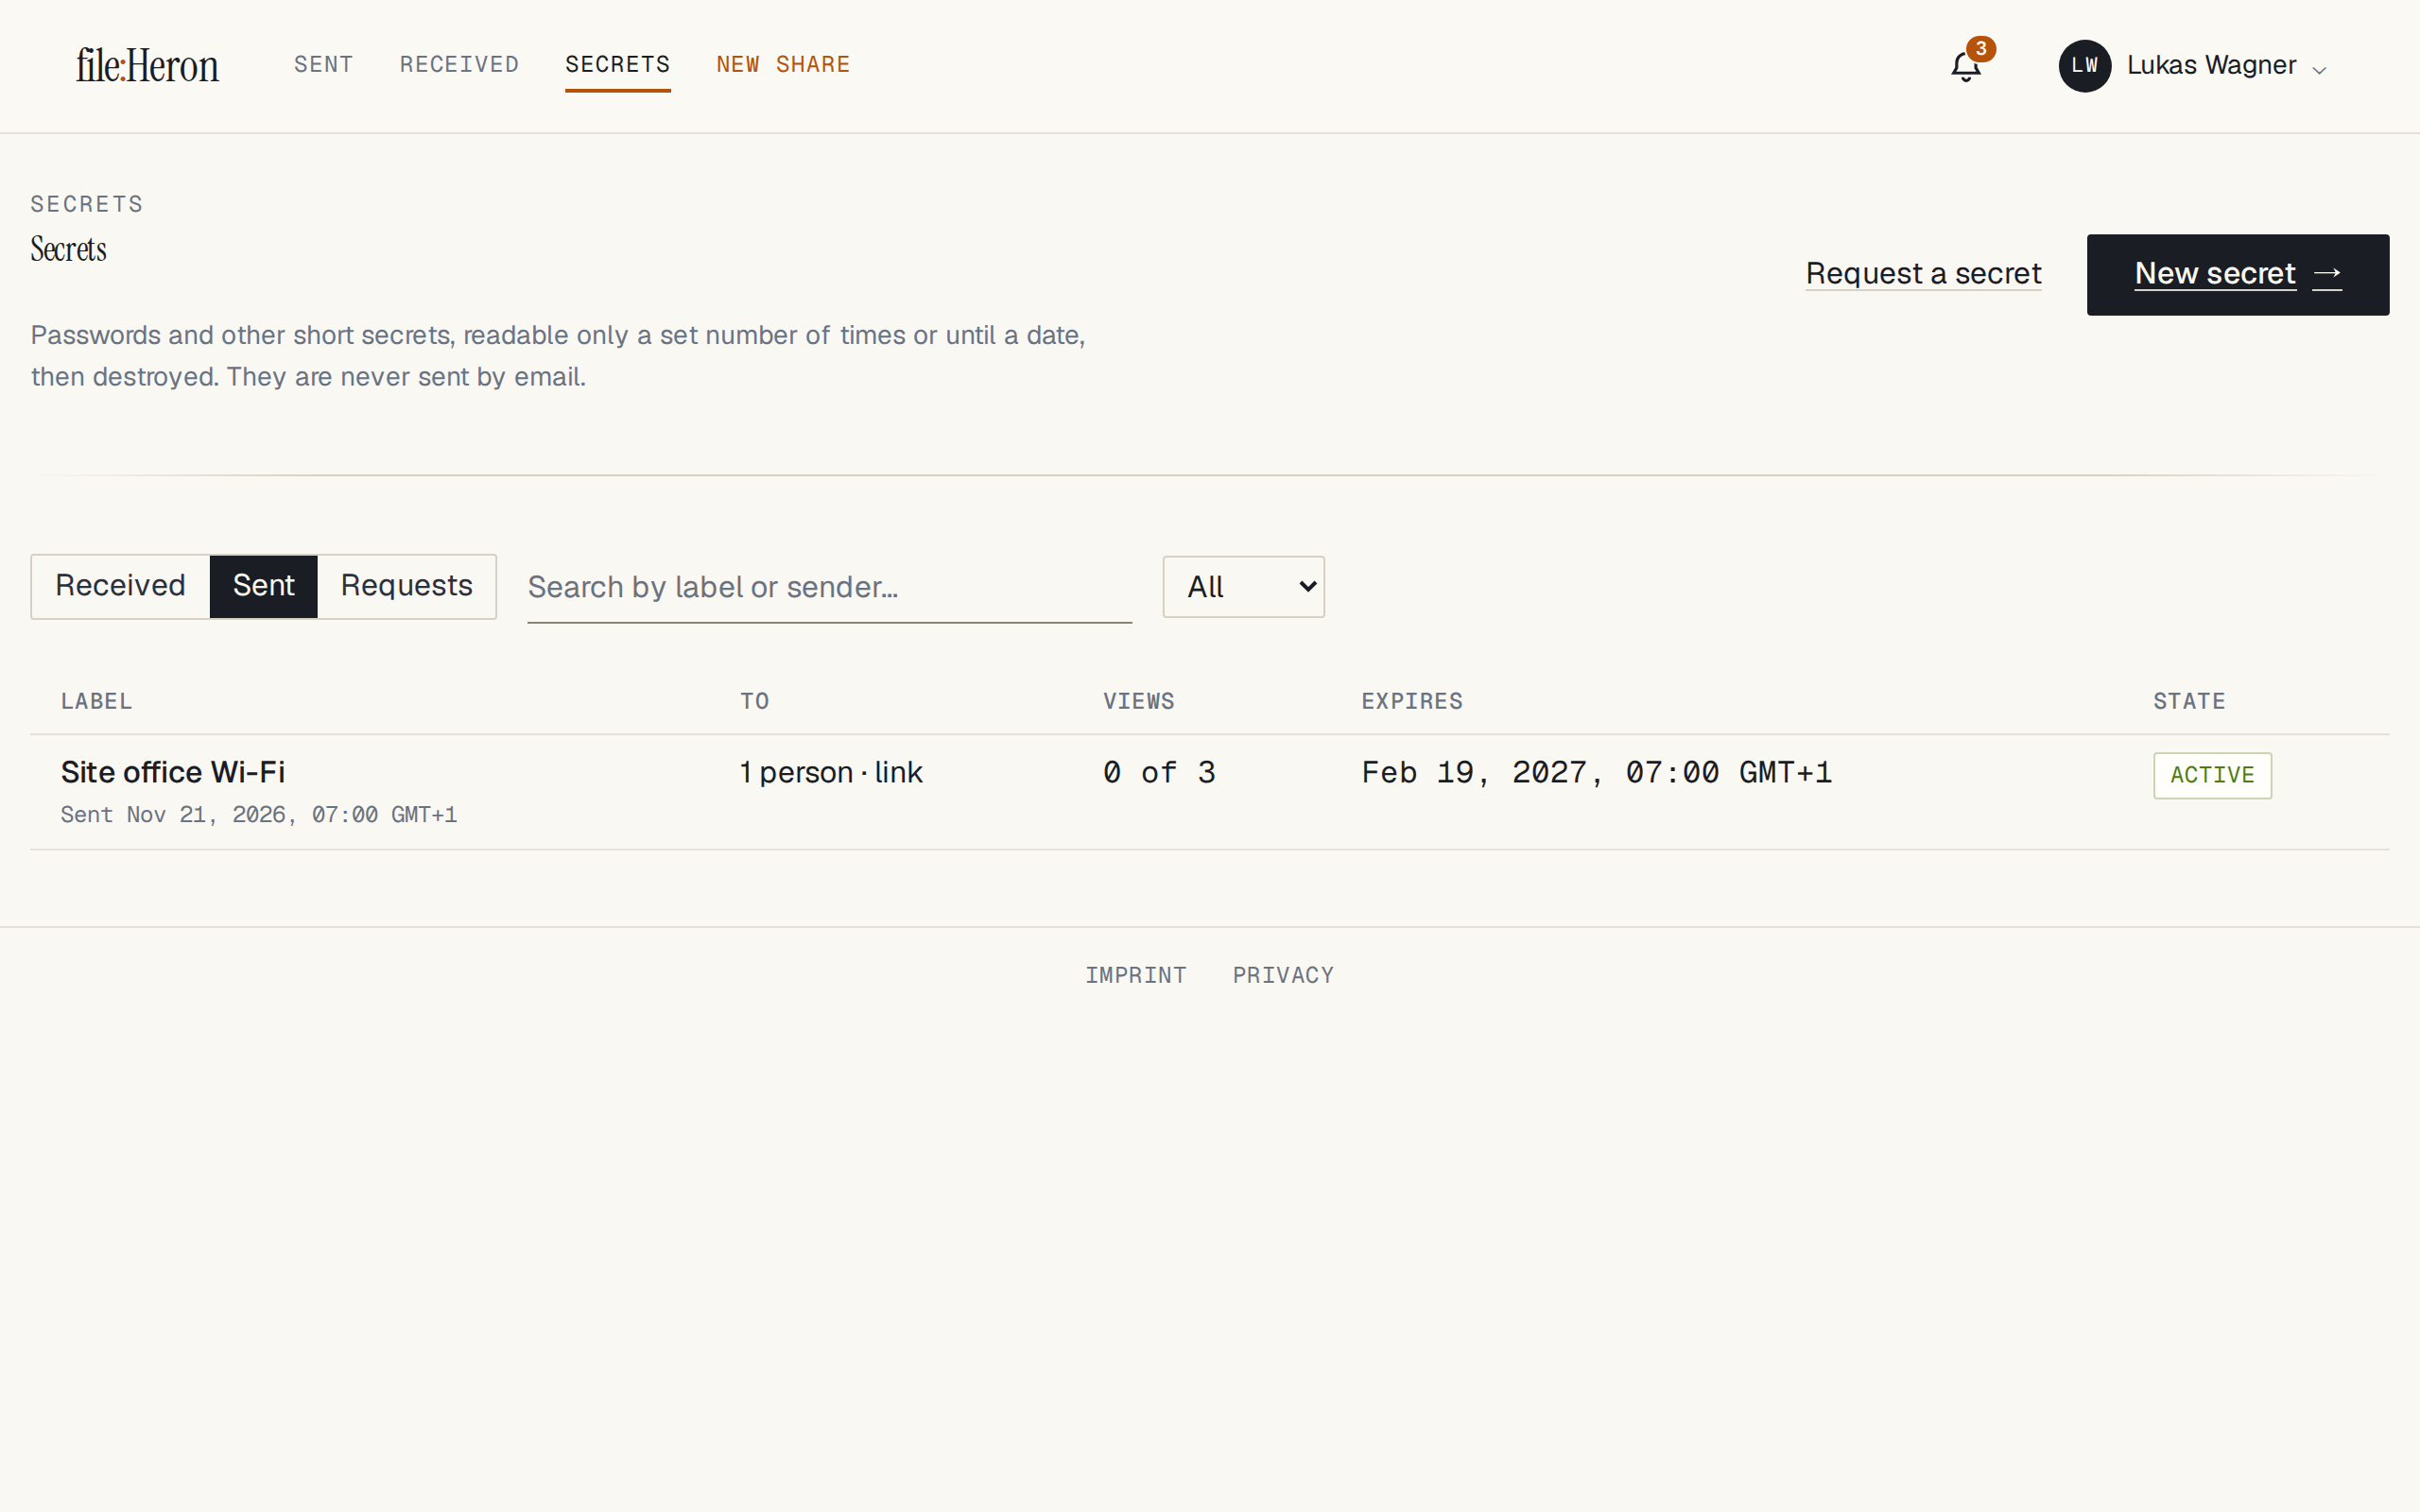 file:Heron SENT RECEIVED SECRETS NEW SHARE 3 LW Lukas Wagner
SECRETS
Secrets
Request a secret New secret →
Passwords and other short secrets, readable only a set number of times or until a date,
then destroyed. They are never sent by email.
Received Sent Requests Search by label or sender... All
LABEL TO VIEWS EXPIRES STATE
Site office Wi-Fi 1 person · link 0 of 3 Feb 19, 2027, 07:00 GMT+1 ACTIVE
Sent Nov 21, 2026, 07:00 GMT+1
IMPRINT PRIVACY